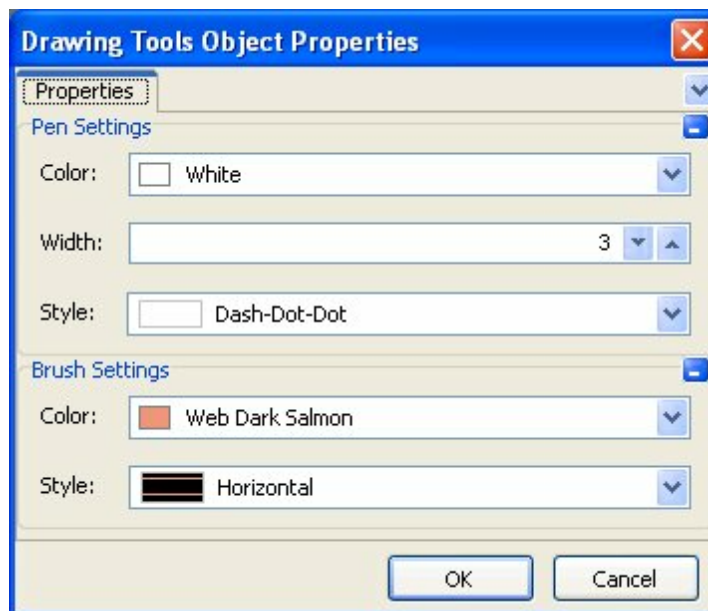 Drawing Tools Object Properties
Properties
Pen Settings
Color: White
Width: 3
Style: Dash-Dot-Dot
Brush Settings
Color: Web Dark Salmon
Style: Horizontal
OK Cancel